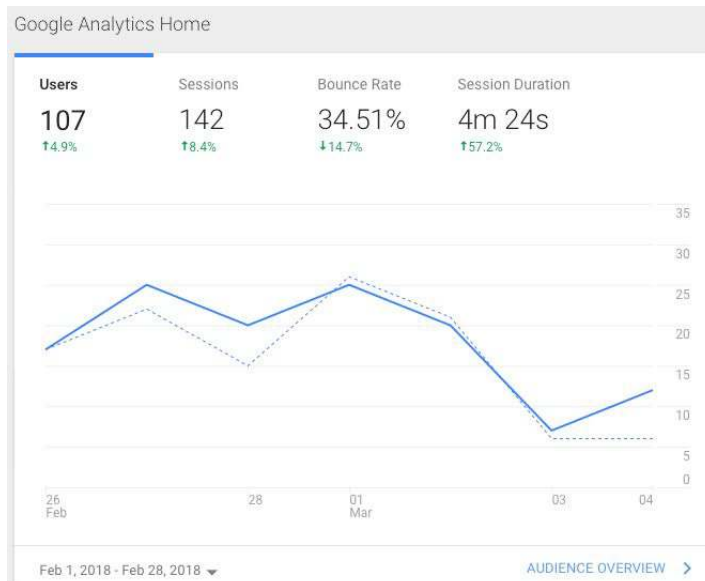 Google Analytics Home
Users Sessions Bounce Rate Session Duration
107 142 34.51% 4m 24s
↑4.9% ↑8.4% ↓14.7% ↑57.2%
35
30
25
20
15
10
5
0
26 28 01 03 04
Feb Mar
Feb 1, 2018 - Feb 28, 2018
AUDIENCE OVERVIEW